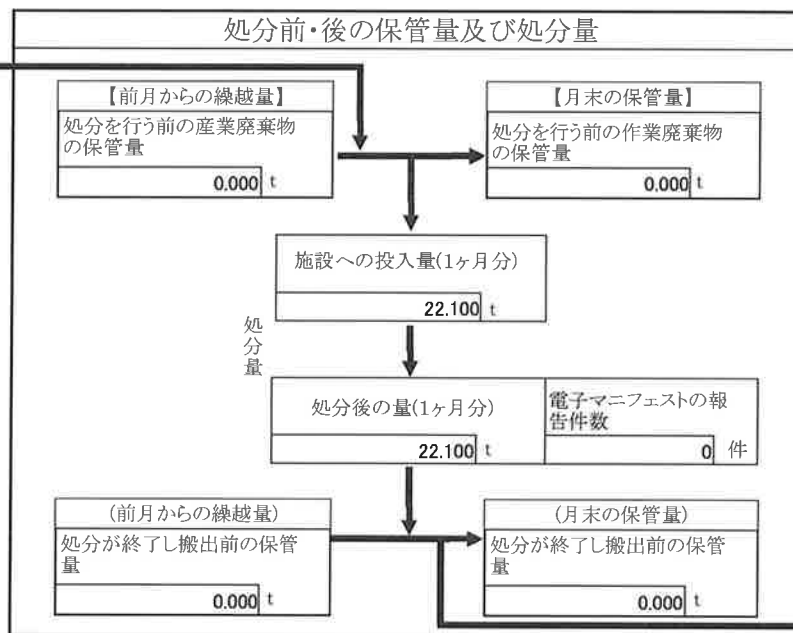 処分前・後の保管量及び処分量
【前月からの繰越量】
処分を行う前の産業廃棄物
の保管量
0.000 t
【月末の保管量】
処分を行う前の作業廃棄物
の保管量
0.000 t
施設への投入量(1ヶ月分)
22.100 t
処分量
処分後の量(1ヶ月分)
22.100 t
電子マニフェストの報
告件数
0 件
(前月からの繰越量)
処分が終了し搬出前の保管
量
0.000 t
(月末の保管量)
処分が終了し搬出前の保管
量
0.000 t